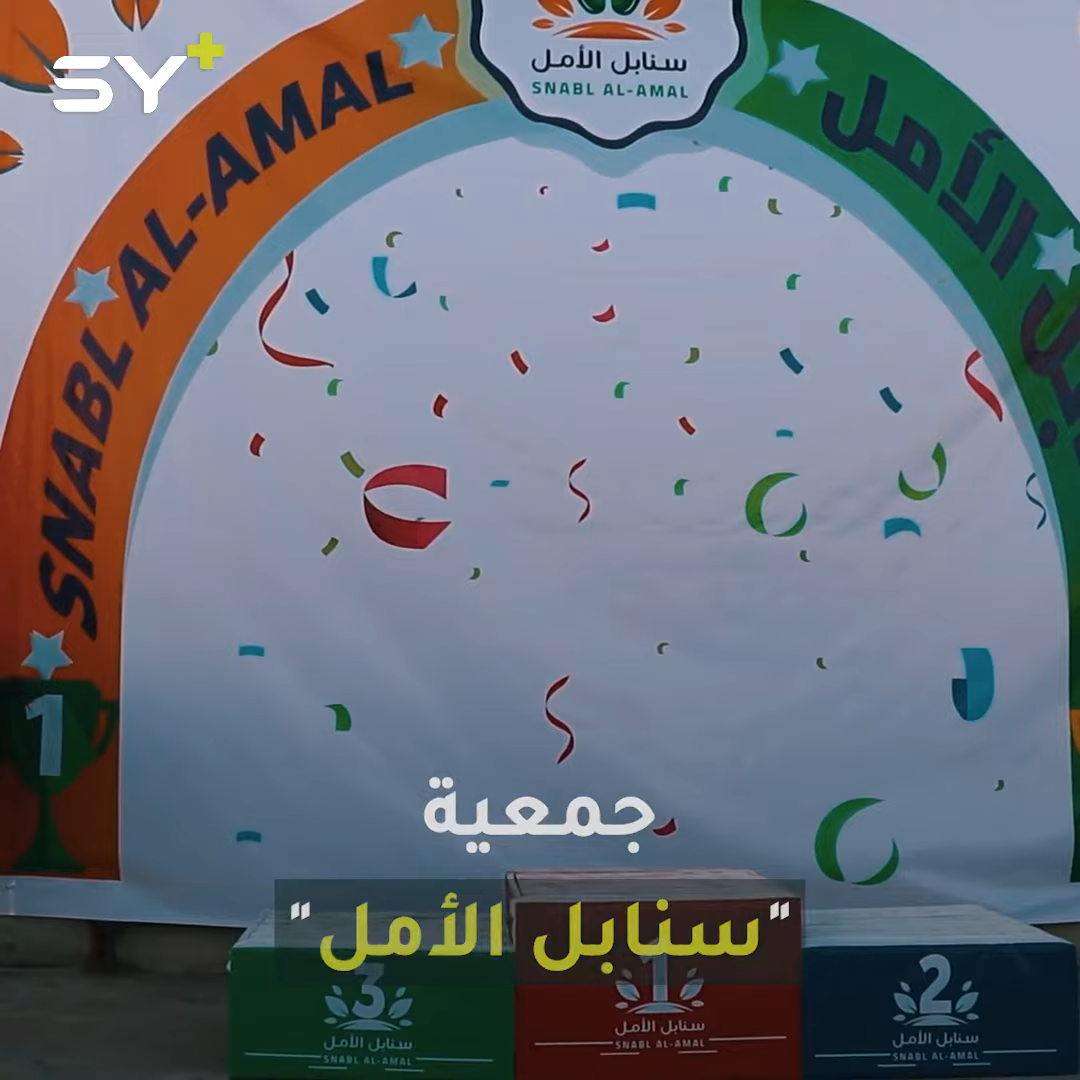 SY+
سنابل الأمل
SNABL AL-AMAL
SNABL AL-AMAL
الأمل
1
جمعية
"سنابل الأمل"
3
سنابل الأمل
SNABL AL-AMAL
1
سنابل الأمل
SNABL AL-AMAL
2
سنابل الأمل
SNABL AL-AMAL